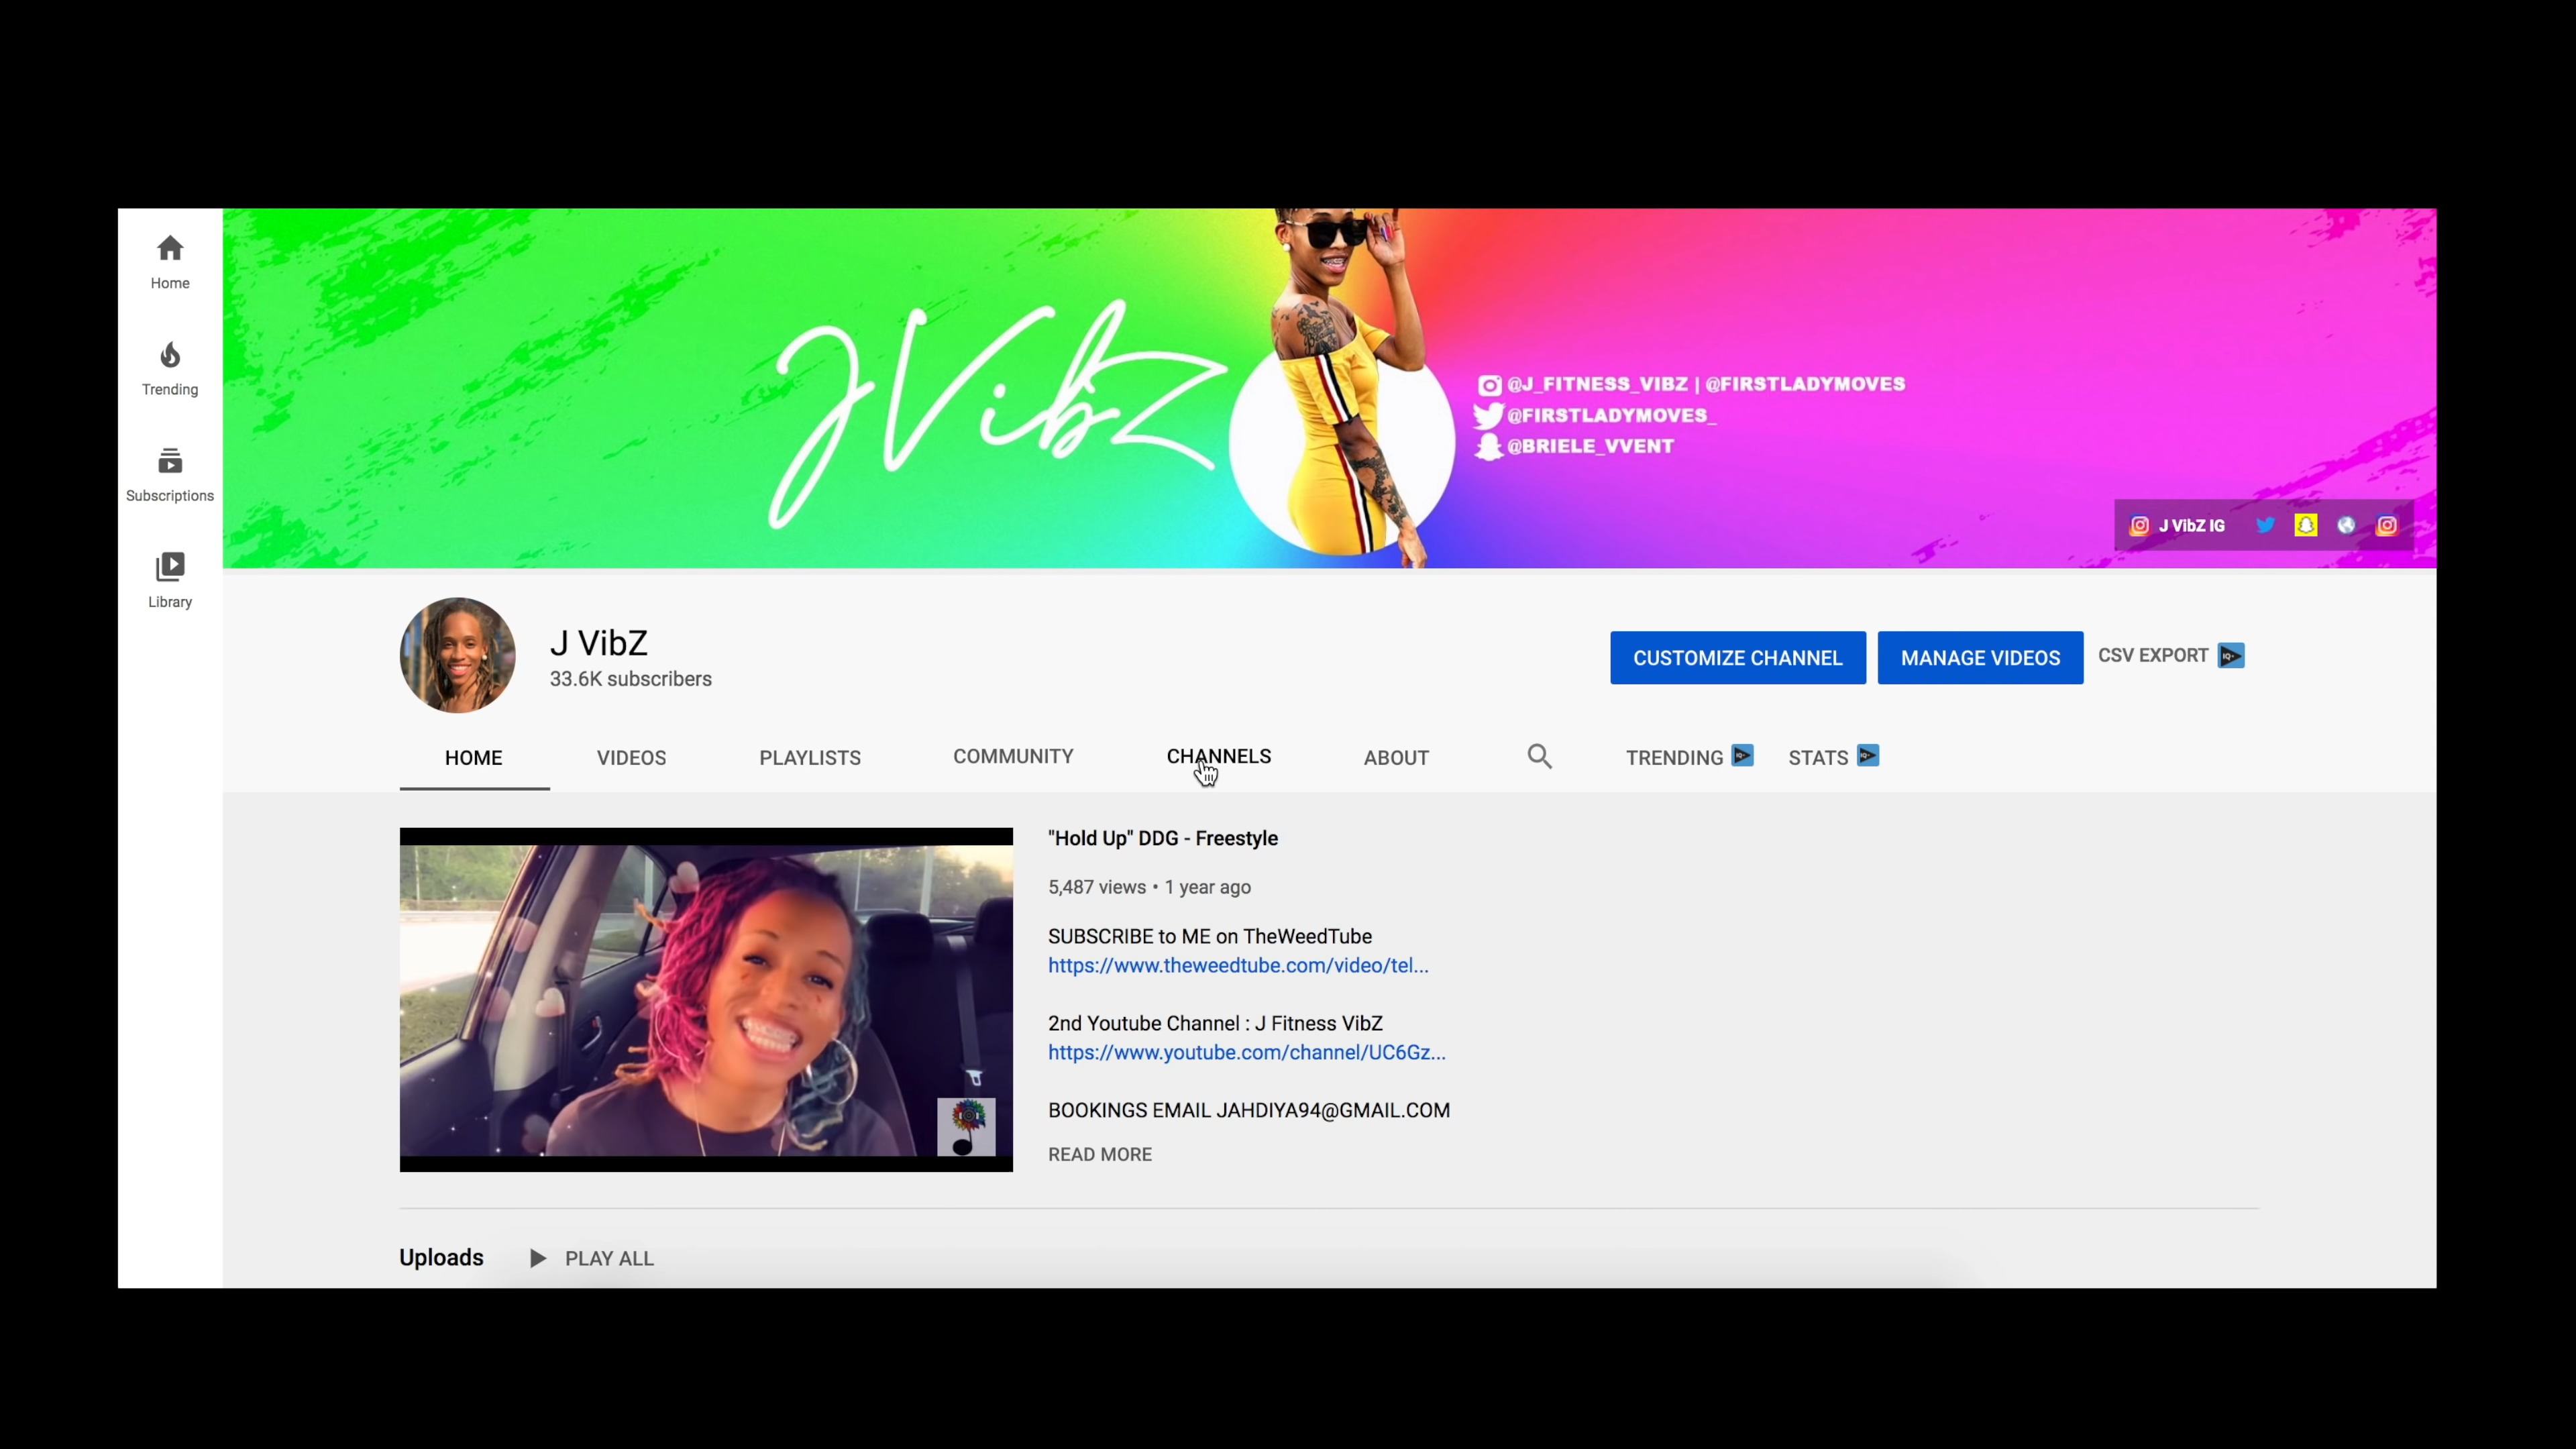 Home
Trending
Subscriptions
Library
JVibZ
@J_FITNESS_VIBZ | @FIRSTLADYMOVES
@FIRSTLADYMOVES_
@BRIELE_VVENT
J VibZ IG
J VibZ
33.6K subscribers
CUSTOMIZE CHANNEL
MANAGE VIDEOS
CSV EXPORT
HOME
VIDEOS
PLAYLISTS
COMMUNITY
CHANNELS
ABOUT
TRENDING
STATS
"Hold Up" DDG - Freestyle
5,487 views • 1 year ago
SUBSCRIBE to ME on TheWeedTube
https://www.theweedtube.com/video/tel...
2nd Youtube Channel : J Fitness VibZ
https://www.youtube.com/channel/UC6Gz...
BOOKINGS EMAIL JAHDIYA94@GMAIL.COM
READ MORE
Uploads
PLAY ALL